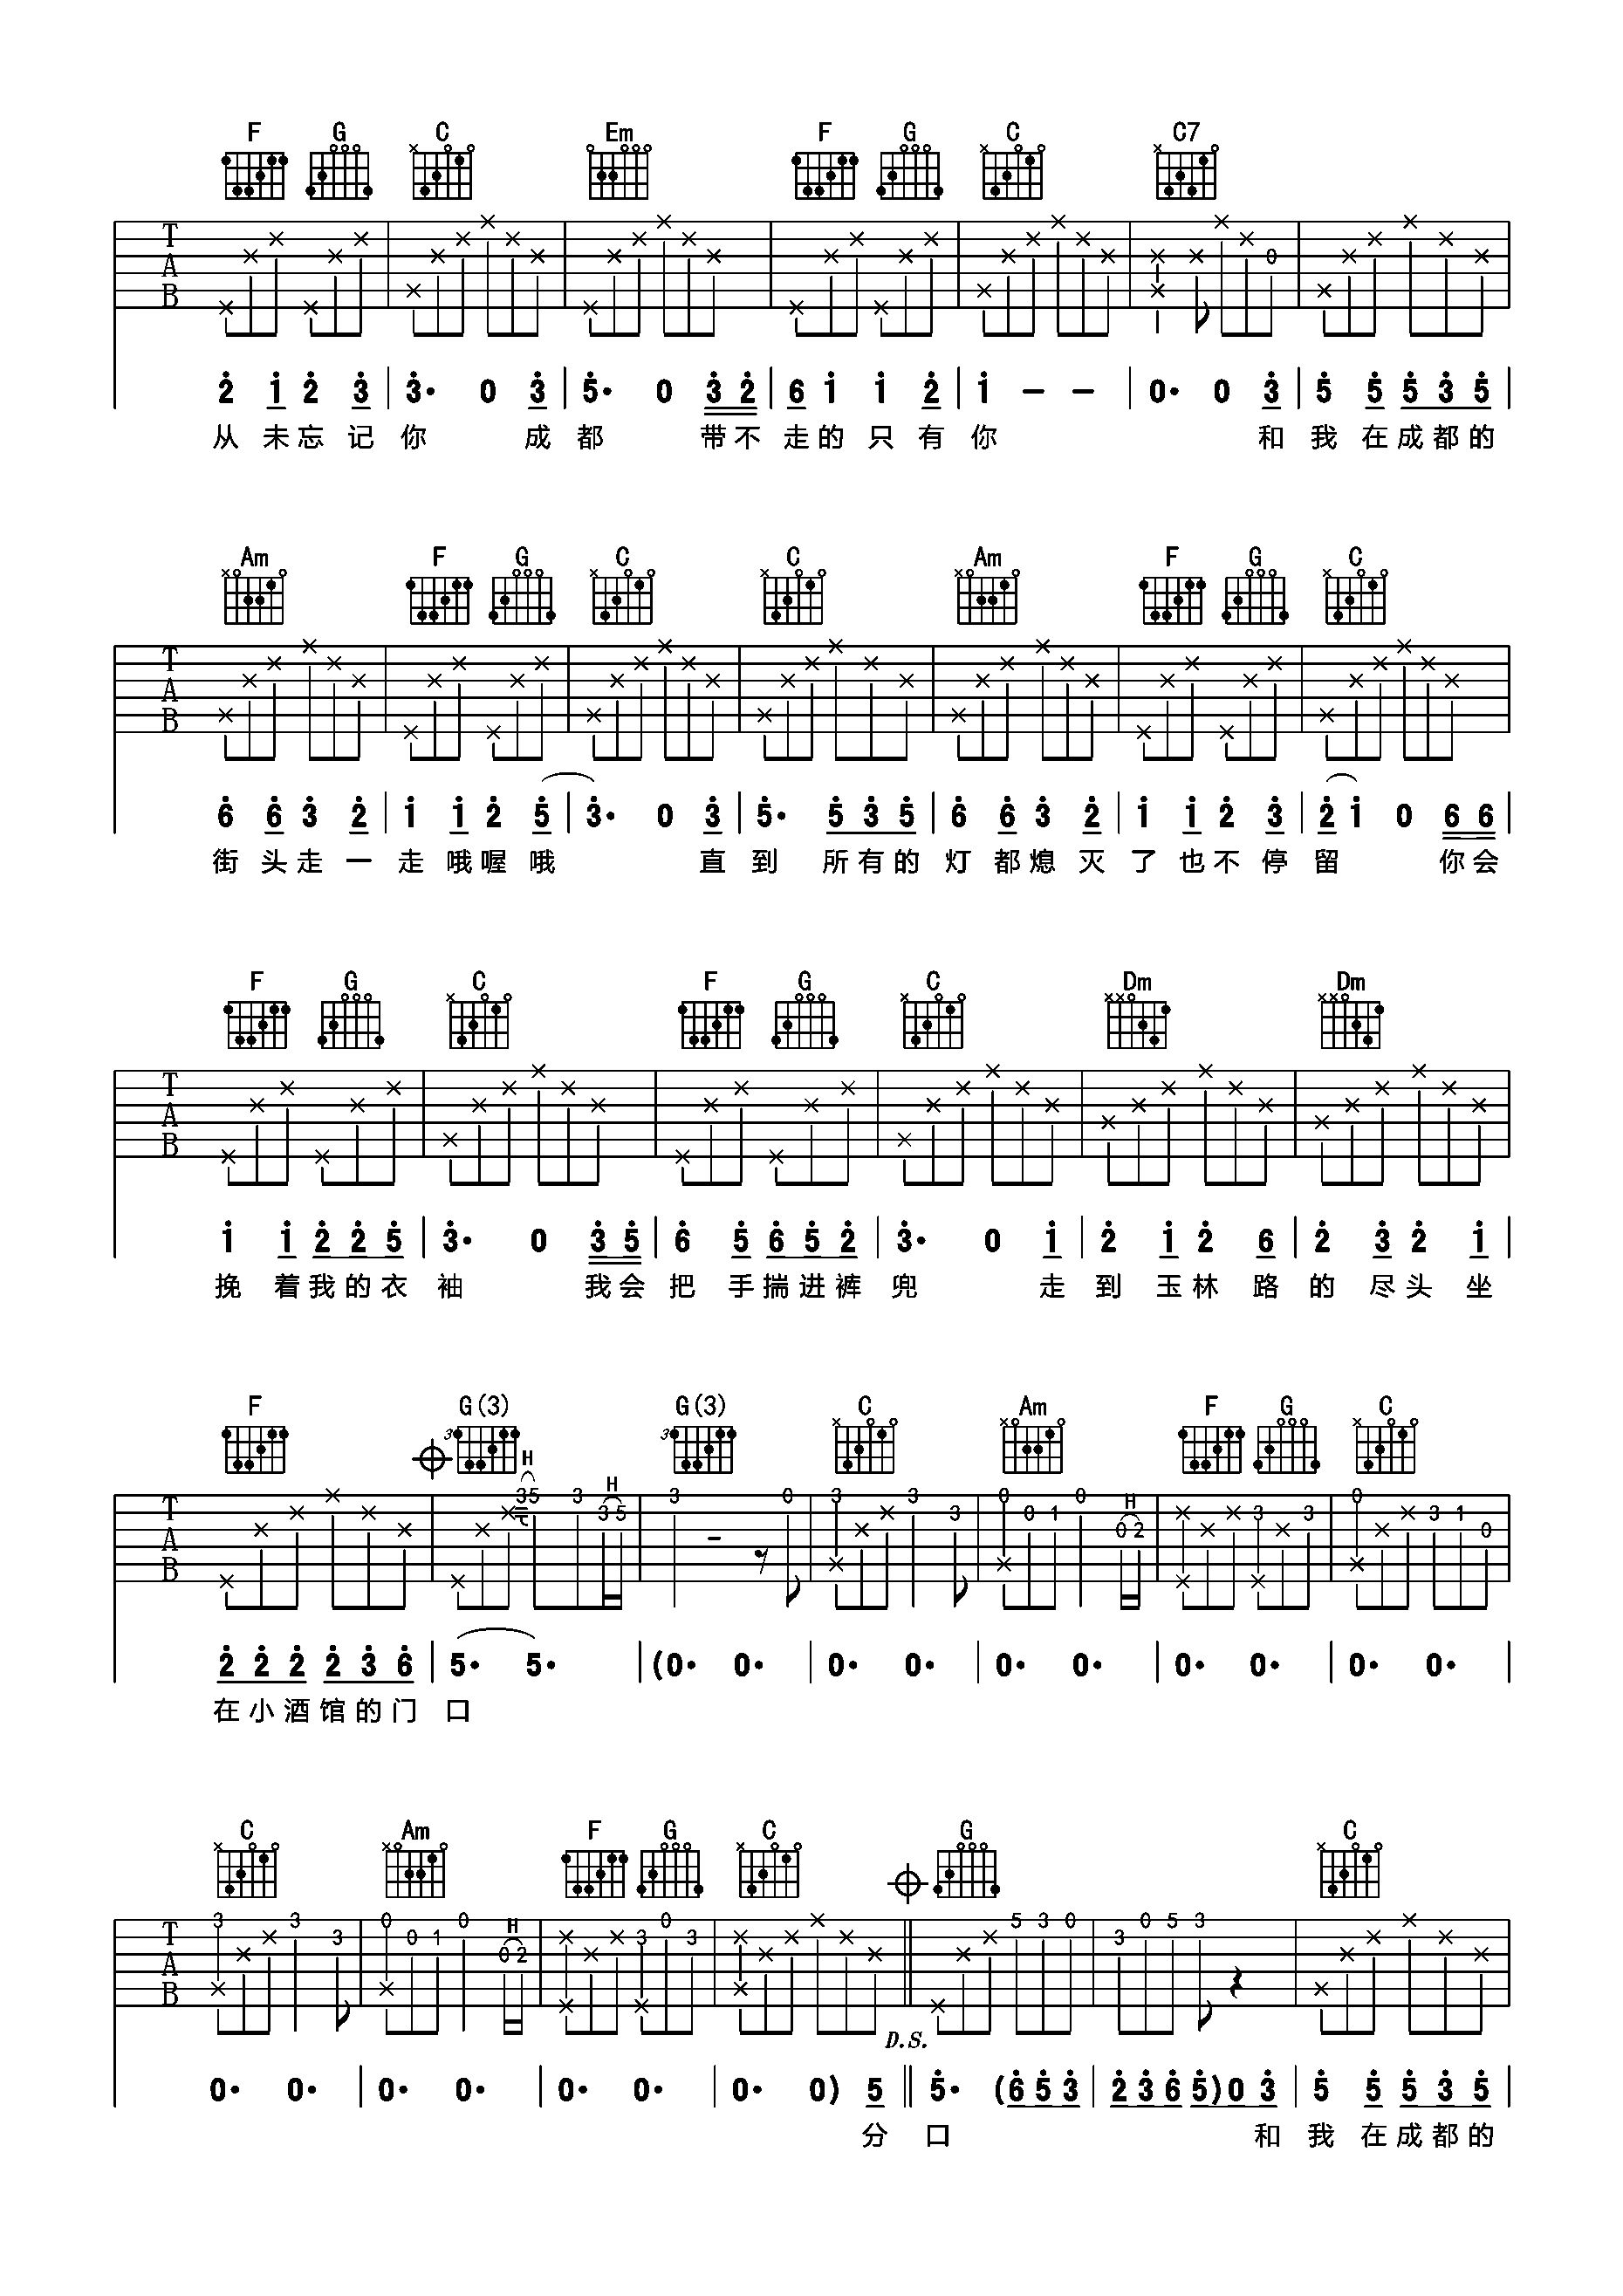 F G C Em F G C C7
T
A
B
2 1 2 3 3· 0 3 5· 0 3 2 6 1 1 2 1 – – 0· 0 3 5 5 5 3 5
从未忘记你 成都 带不走的只有你 和我在成都的
Am F G C C Am F G C
T
A
B
6 6 3 2 1 1 2 5 3· 0 3 5· 5 3 5 6 6 3 2 1 1 2 3 2 1 0 6 6
街头走一走哦喔哦 直到所有的灯都熄灭了也不停留 你会
F G C F G C Dm Dm
T
A
B
1 1 2 2 5 3· 0 3 5 6 5 6 5 2 3· 0 1 2 1 2 6 2 3 2 1
挽着我的衣袖 我会把手揣进裤兜 走到玉林路的尽头坐
F G(3) G(3) C Am F G C
3 3
H H H
35 3 3 0 3 3 0 0 0
3 5 3 0 1 3 3 3 1
0 2 0
T
A
B
2 2 2 2 3 6 5· 5· (0· 0· 0· 0· 0· 0· 0· 0· 0· 0·
在小酒馆的门口
C Am F G C G C
H
3 3 0 0 0 5 3 0 0 5 3
3 0 1 3 3 3
0 2
T
A
B
D.S.
0· 0· 0· 0· 0· 0· 0· 0) 5 5· (6 5 3 2 3 6 5) 0 3 5 5 5 3 5
分口 和我在成都的